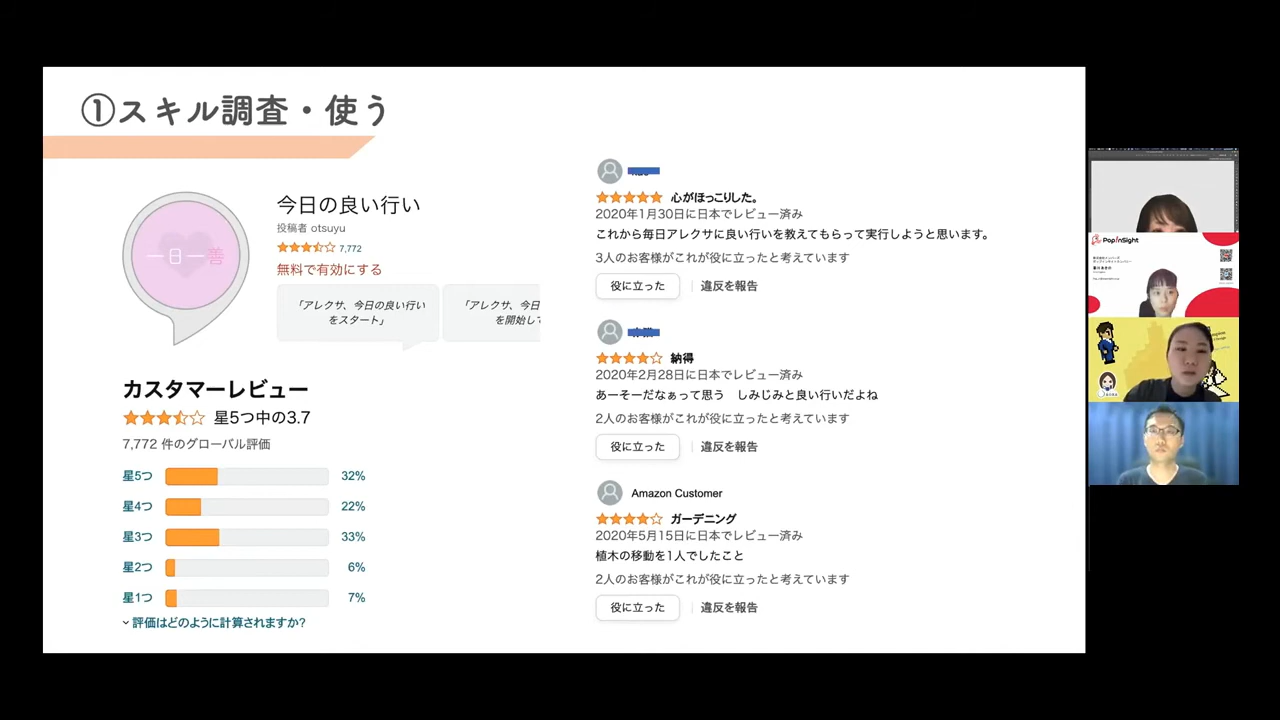 ①スキル調査・使う
一日一善
今日の良い行い
投稿者 otsuyu
7,772
無料で有効にする
「アレクサ、今日の良い行い
をスタート」
「アレクサ、今日
を開始して
カスタマーレビュー
星5つ中の3.7
7,772 件のグローバル評価
星5つ 32%
星4つ 22%
星3つ 33%
星2つ 6%
星1つ 7%
評価はどのように計算されますか?
心がほっこりした。
2020年1月30日に日本でレビュー済み
これから毎日アレクサに良い行いを教えてもらって実行しようと思います。
3人のお客様がこれが役に立ったと考えています
役に立った 違反を報告
納得
2020年2月28日に日本でレビュー済み
あーそーだなぁって思う しみじみと良い行いだよね
2人のお客様がこれが役に立ったと考えています
役に立った 違反を報告
Amazon Customer
ガーデニング
2020年5月15日に日本でレビュー済み
植木の移動を1人でしたこと
2人のお客様がこれが役に立ったと考えています
役に立った 違反を報告
PopInSight